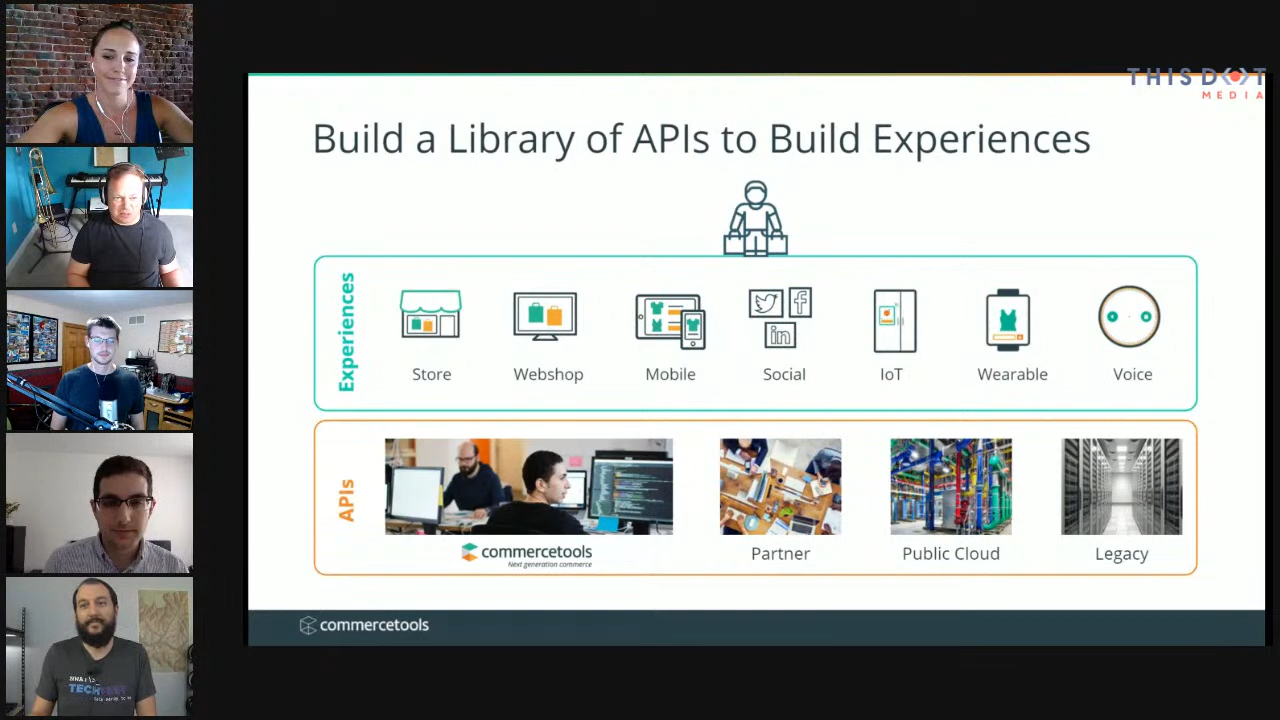 THIS DOT
MEDIA
Build a Library of APIs to Build Experiences
Experiences
Store
Webshop
Mobile
Social
IoT
Wearable
Voice
APIs
commercetools
Next generation commerce
Partner
Public Cloud
Legacy
commercetools